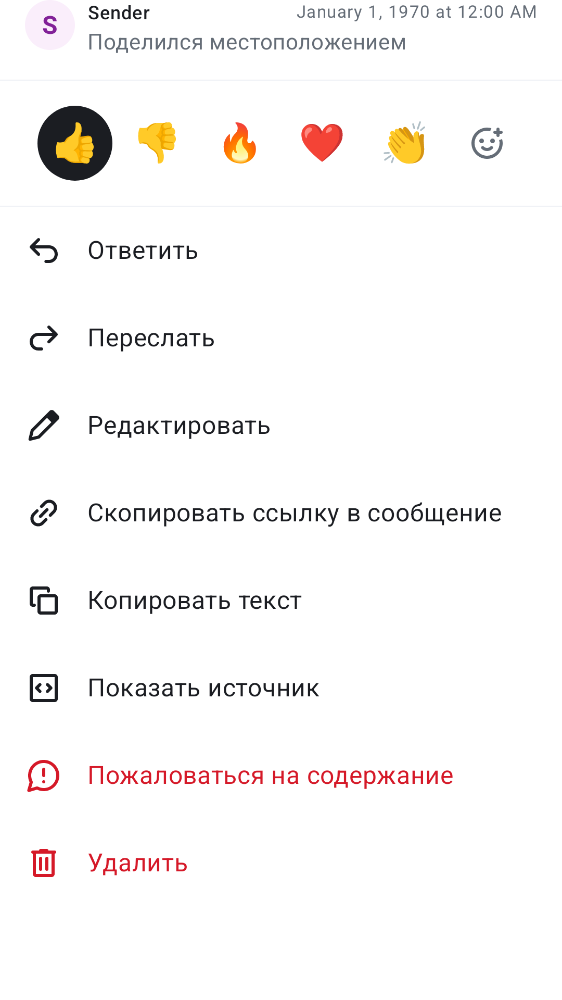 S
Sender
January 1, 1970 at 12:00 AM
Поделился местоположением
Ответить
Переслать
Редактировать
Скопировать ссылку в сообщение
Копировать текст
Показать источник
Пожаловаться на содержание
Удалить